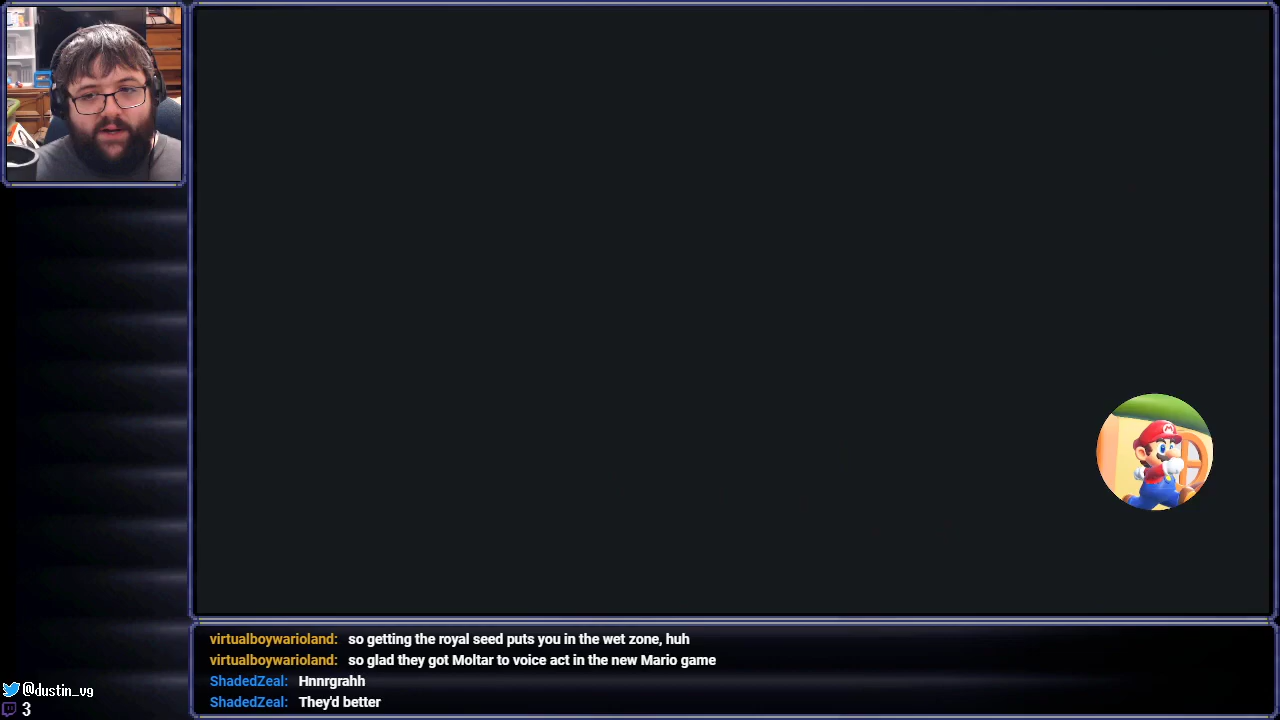 virtualboywarioland: so getting the royal seed puts you in the wet zone, huh
virtualboywarioland: so glad they got Moltar to voice act in the new Mario game
ShadedZeal: Hnnrgrahh
ShadedZeal: They'd better
@dustin_vg
3
M